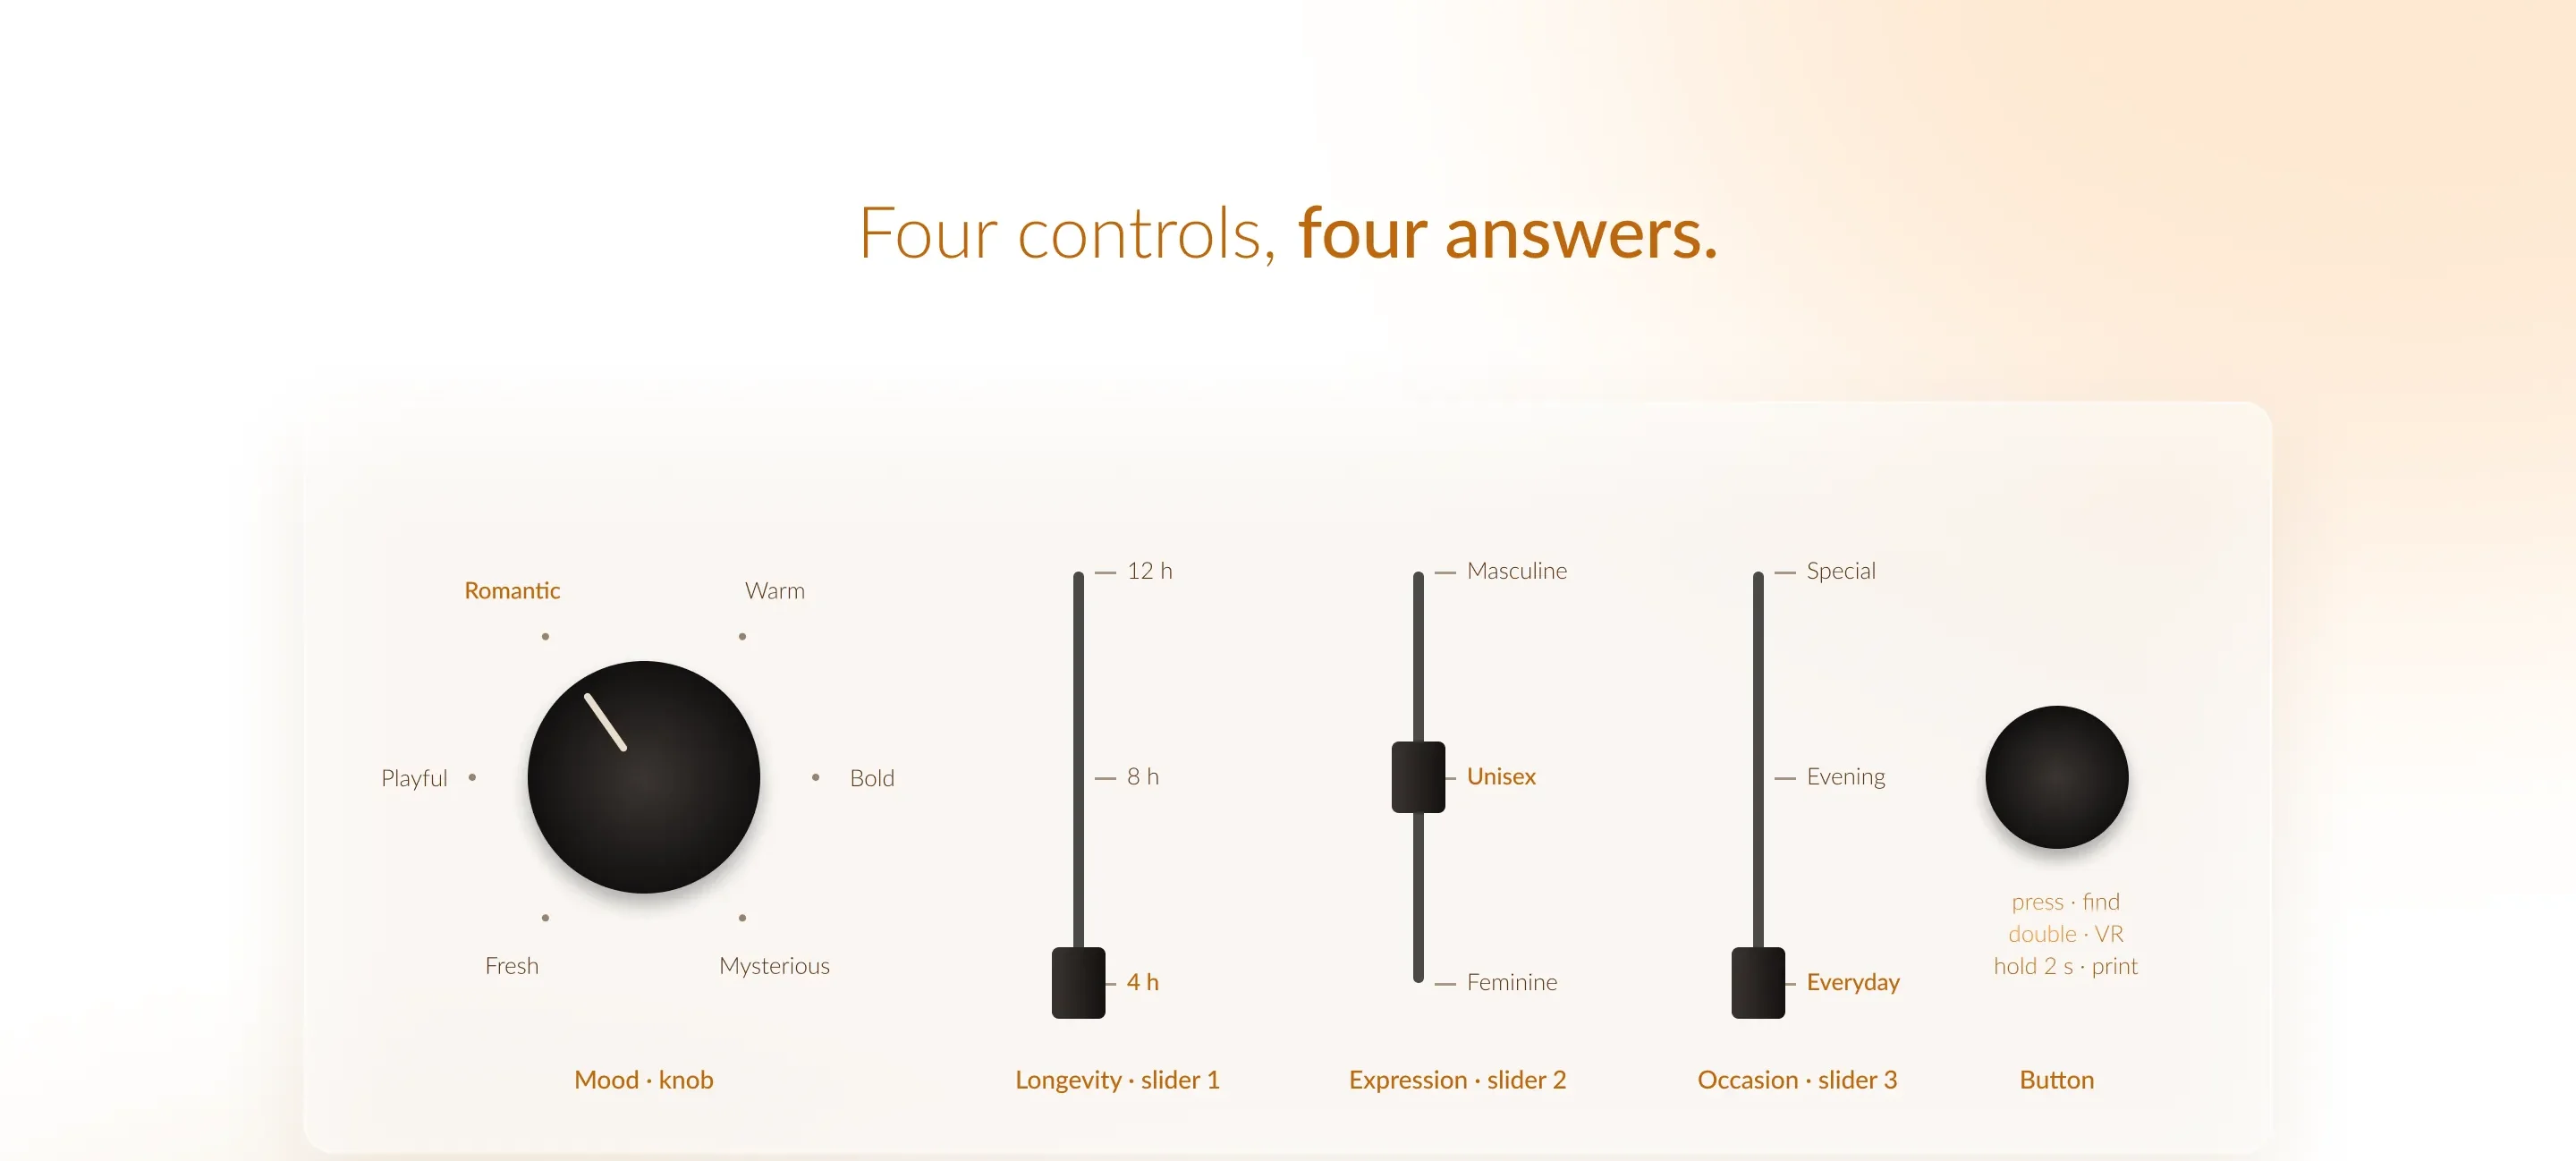 Four controls, four answers.
Romantic
Warm
Playful
Bold
Fresh
Mysterious
Mood · knob
12 h
8 h
4 h
Longevity · slider 1
Masculine
Unisex
Feminine
Expression · slider 2
Special
Evening
Everyday
Occasion · slider 3
press · find
double · VR
hold 2 s · print
Button